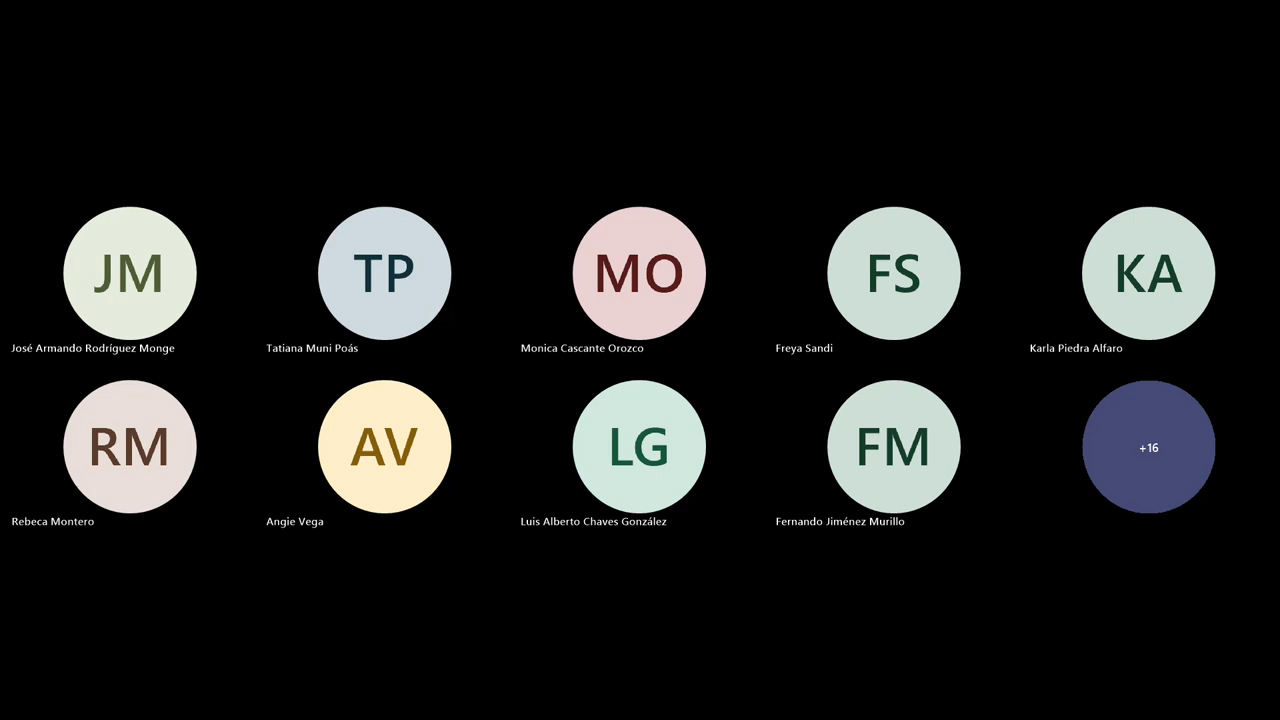 JM
TP
MO
FS
KA
José Armando Rodríguez Monge
Tatiana Muni Poás
Monica Cascante Orozco
Freya Sandi
Karla Piedra Alfaro
RM
AV
LG
FM
+16
Rebeca Montero
Angie Vega
Luis Alberto Chaves González
Fernando Jiménez Murillo